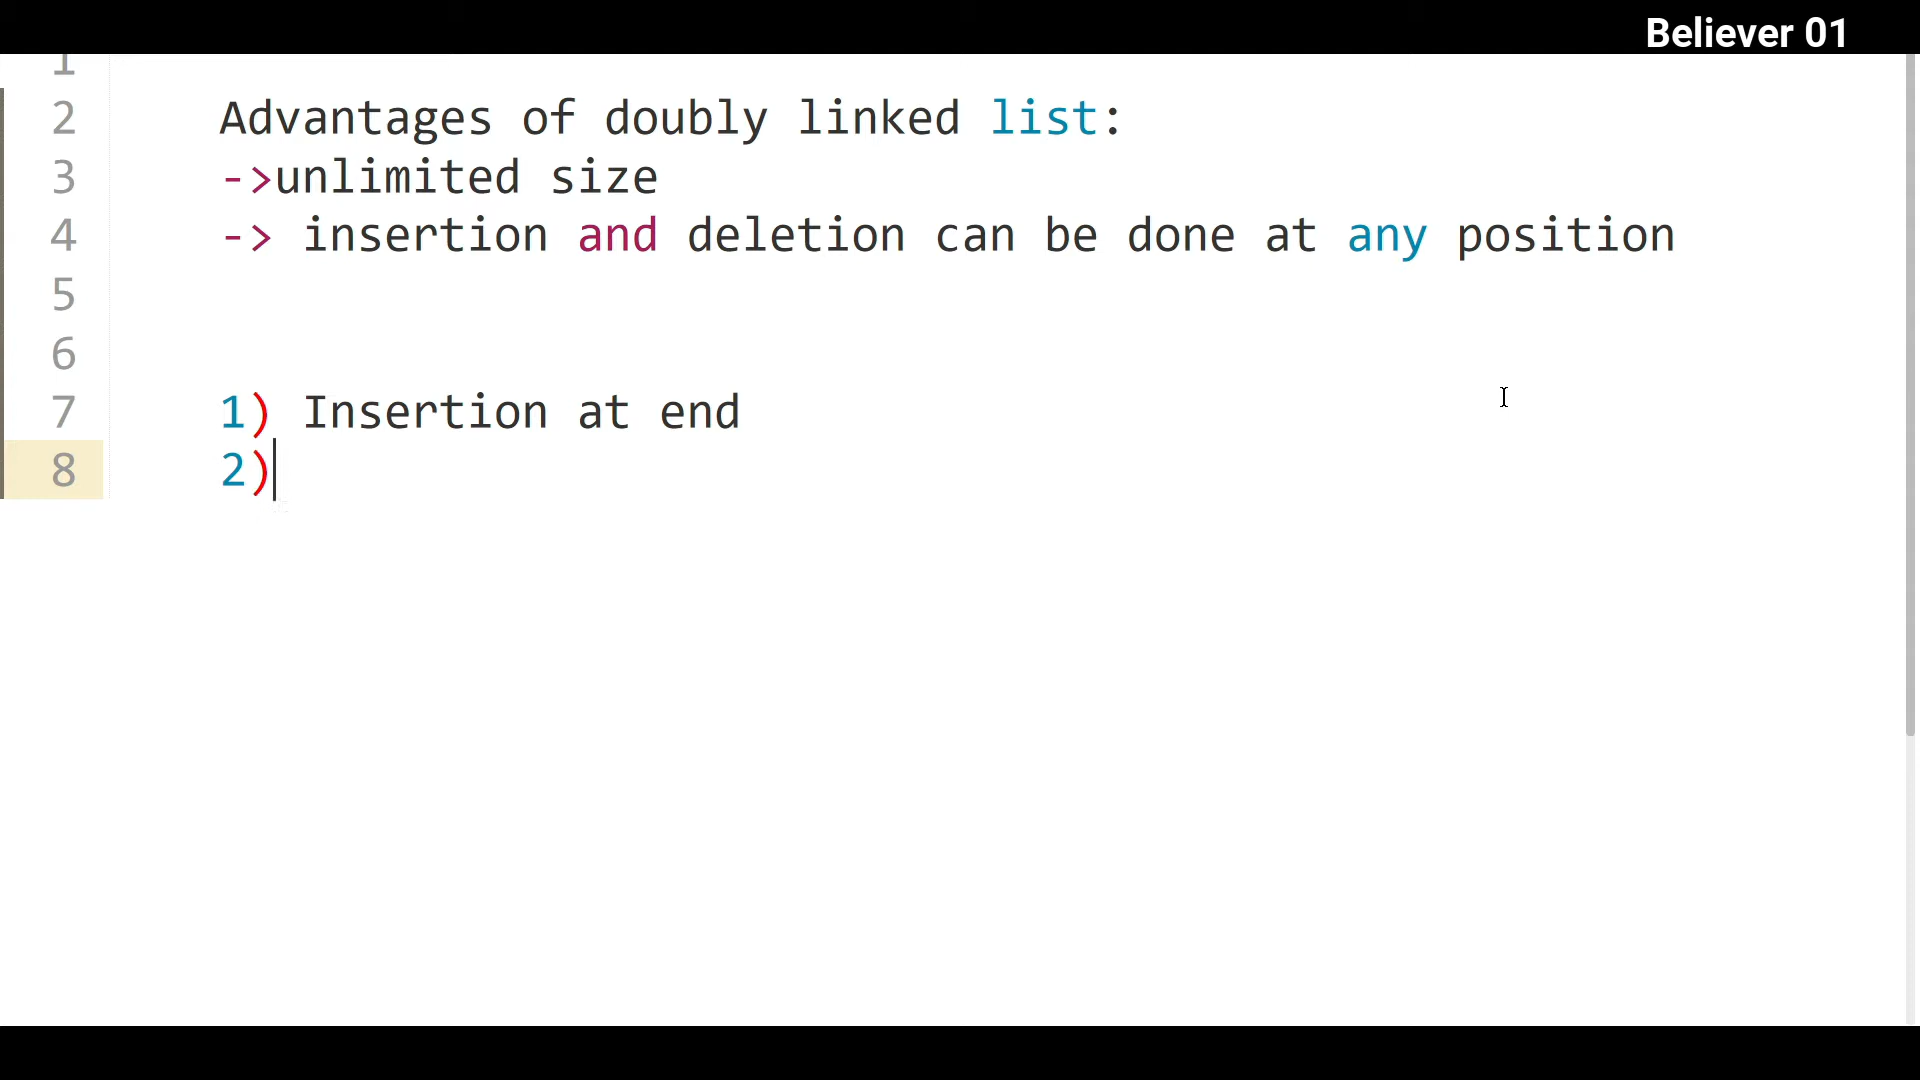 Believer 01
1
2 Advantages of doubly linked list:
3 ->unlimited size
4 -> insertion and deletion can be done at any position
5
6
7 1) Insertion at end
8 2)